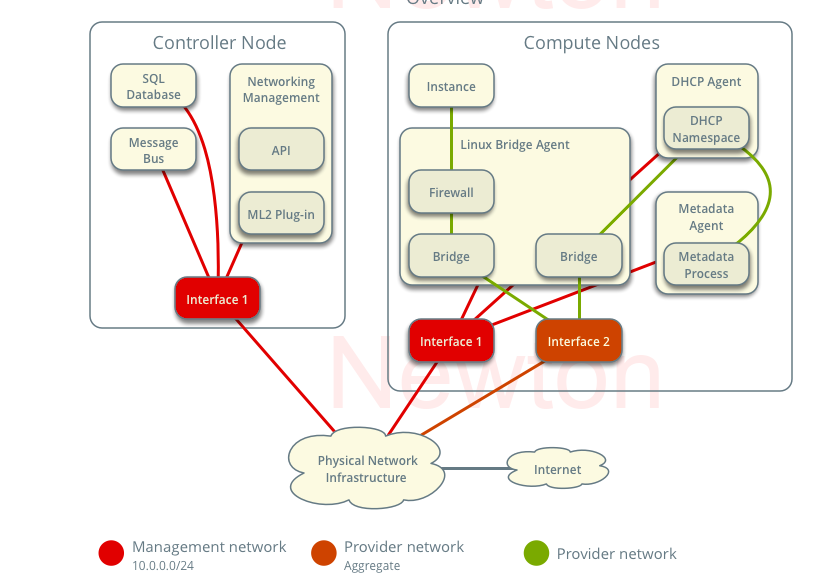 Overview
Newton
Controller Node
SQL
Database
Message
Bus
Networking
Management
API
ML2 Plug-in
Interface 1
Compute Nodes
Instance
Linux Bridge Agent
Firewall
Bridge
Bridge
DHCP Agent
DHCP
Namespace
Metadata
Agent
Metadata
Process
Interface 1
Interface 2
Newton
Physical Network
Infrastructure
Internet
Management network
10.0.0.0/24
Provider network
Aggregate
Provider network